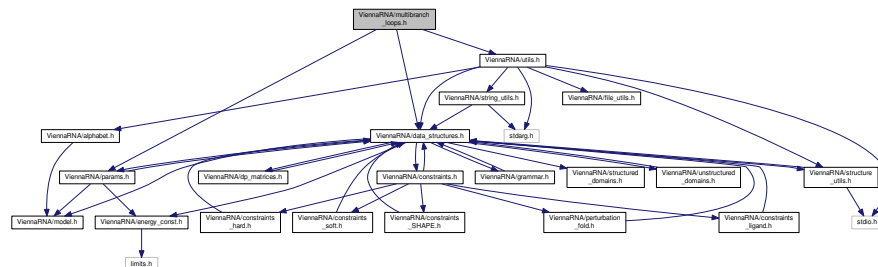 ViennaRNA/multibranch
_loops.h
ViennaRNA/utils.h
ViennaRNA/string_utils.h
ViennaRNA/file_utils.h
ViennaRNA/alphabet.h
ViennaRNA/data_structures.h
stdarg.h
ViennaRNA/params.h
ViennaRNA/dp_matrices.h
ViennaRNA/constraints.h
ViennaRNA/grammar.h
ViennaRNA/structured
_domains.h
ViennaRNA/unstructured
_domains.h
ViennaRNA/structure
_utils.h
ViennaRNA/model.h
ViennaRNA/energy_const.h
ViennaRNA/constraints
_hard.h
ViennaRNA/constraints
_soft.h
ViennaRNA/constraints
_SHAPE.h
ViennaRNA/perturbation
_fold.h
ViennaRNA/constraints
_ligand.h
stdio.h
limits.h